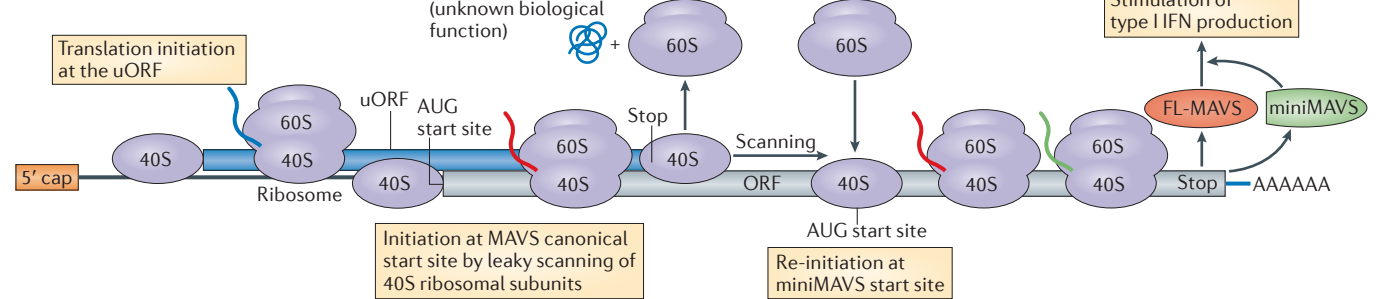 (unknown biological
function)
+
60S
60S
Stimulation of
type I IFN production
Translation initiation
at the uORF
FL-MAVS
miniMAVS
uORF
AUG
start site
Stop
60S
60S
Scanning
60S
60S
40S
40S
40S
5′ cap
Ribosome
40S
40S
ORF
40S
40S
40S
Stop
AAAAAA
AUG start site
Initiation at MAVS canonical
start site by leaky scanning of
40S ribosomal subunits
Re-initiation at
miniMAVS start site